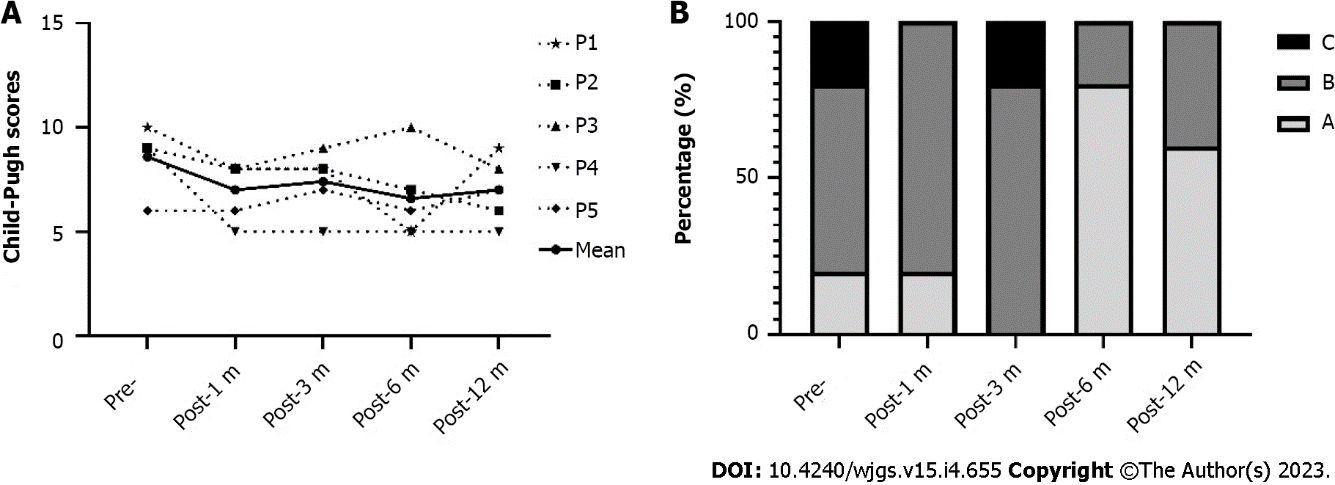 A
Child-Pugh scores
15
10
5
0
Pre-
Post-1 m
Post-3 m
Post-6 m
Post-12 m
P1
P2
P3
P4
P5
Mean
B
Percentage (%)
100
50
0
Pre-
Post-1 m
Post-3 m
Post-6 m
Post-12 m
C
B
A
DOI: 10.4240/wjgs.v15.i4.655 Copyright ©The Author(s) 2023.